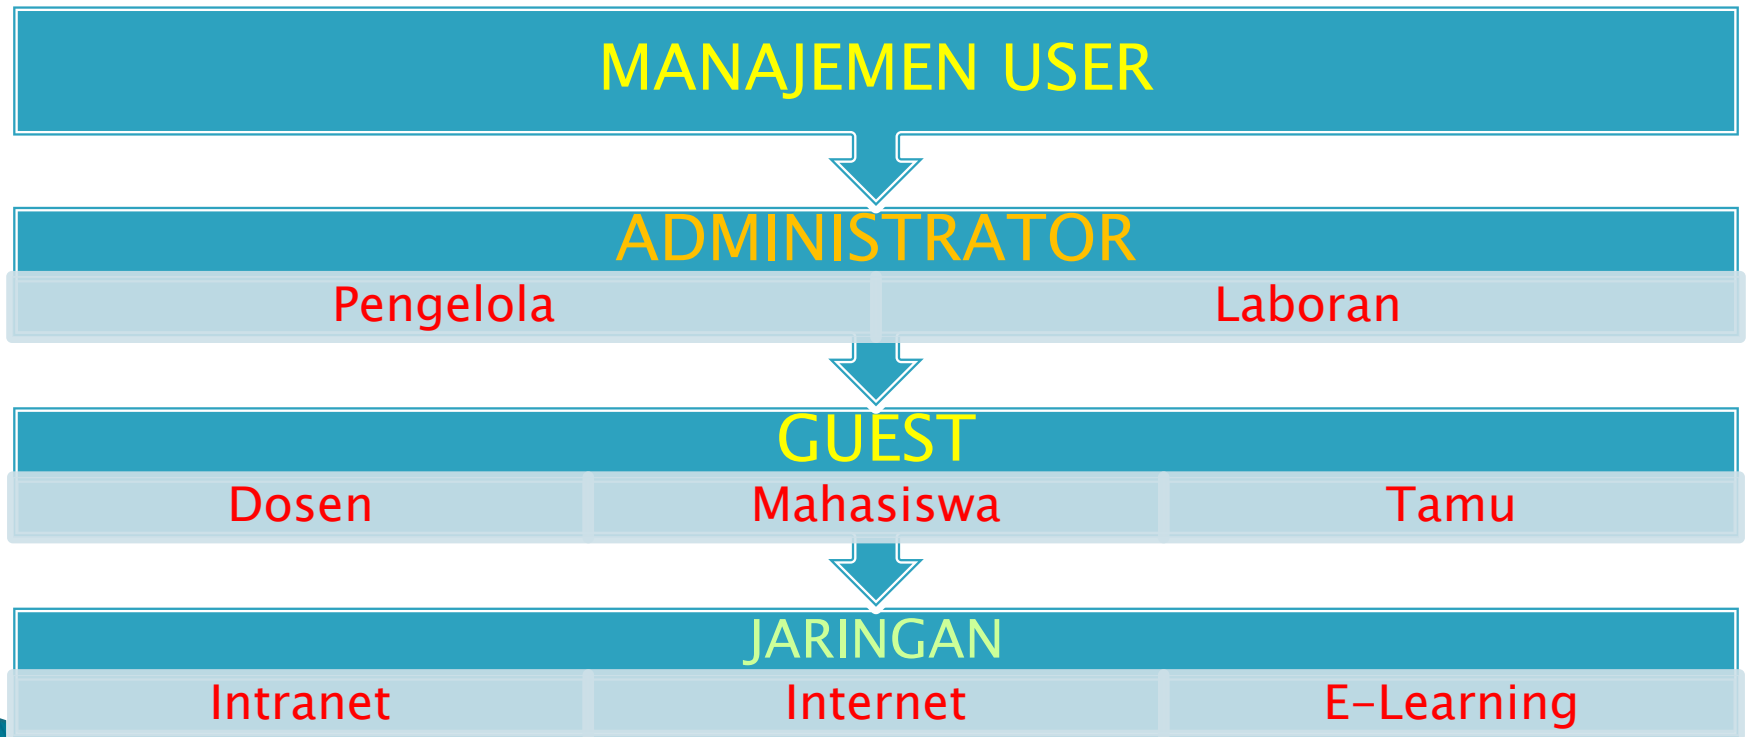 MANAJEMEN USER
ADMINISTRATOR
Pengelola Laboran
GUEST
Dosen Mahasiswa Tamu
JARINGAN
Intranet Internet E-Learning